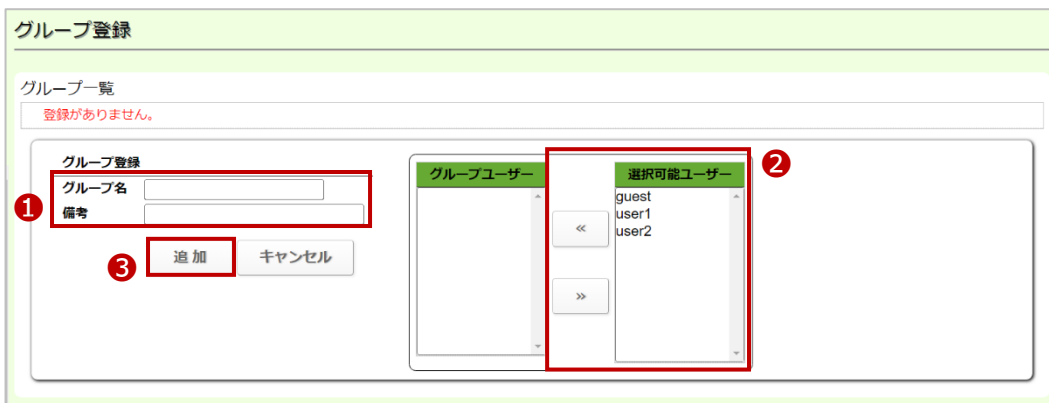 グループ登録
グループ一覧
登録がありません。
グループ登録
グループ名
備考
❶
追加
キャンセル
❸
グループユーザー
«
»
選択可能ユーザー
guest
user1
user2
❷